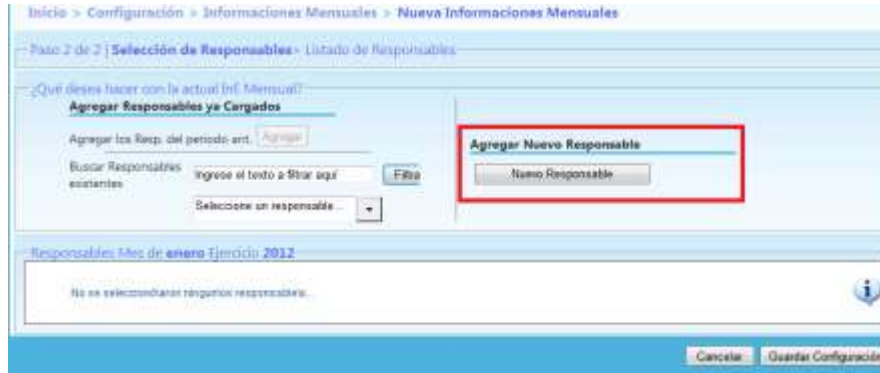 Inicio > Configuración > Informaciones Mensuales > Nueva Informaciones Mensuales
Paso 2 de 2 | Selección de Responsables - Listado de Responsables
¿Qué desea hacer con la actual Inf. Mensual?
Agregar Responsables ya Cargados
Agregar los Resp. del periodo ant. Agregar
Buscar Responsables existentes
Ingrese el texto a filtrar aquí
Filtra
Seleccione un responsable...
Agregar Nuevo Responsable
Nuevo Responsable
Responsables Mes de enero Ejercicio 2012
No se seleccionaron ningunos responsables...
Cancelar
Guardar Configuración